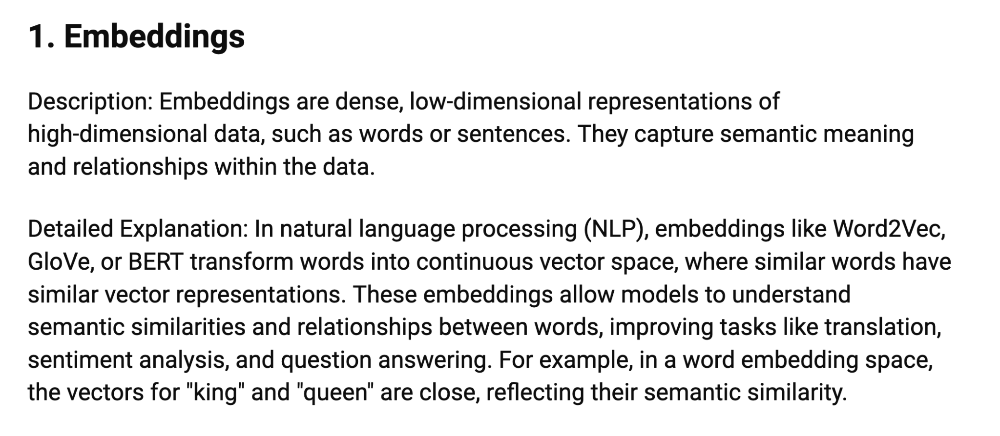 1. Embeddings
Description: Embeddings are dense, low-dimensional representations of
high-dimensional data, such as words or sentences. They capture semantic meaning
and relationships within the data.
Detailed Explanation: In natural language processing (NLP), embeddings like Word2Vec,
GloVe, or BERT transform words into continuous vector space, where similar words have
similar vector representations. These embeddings allow models to understand
semantic similarities and relationships between words, improving tasks like translation,
sentiment analysis, and question answering. For example, in a word embedding space,
the vectors for "king" and "queen" are close, reflecting their semantic similarity.